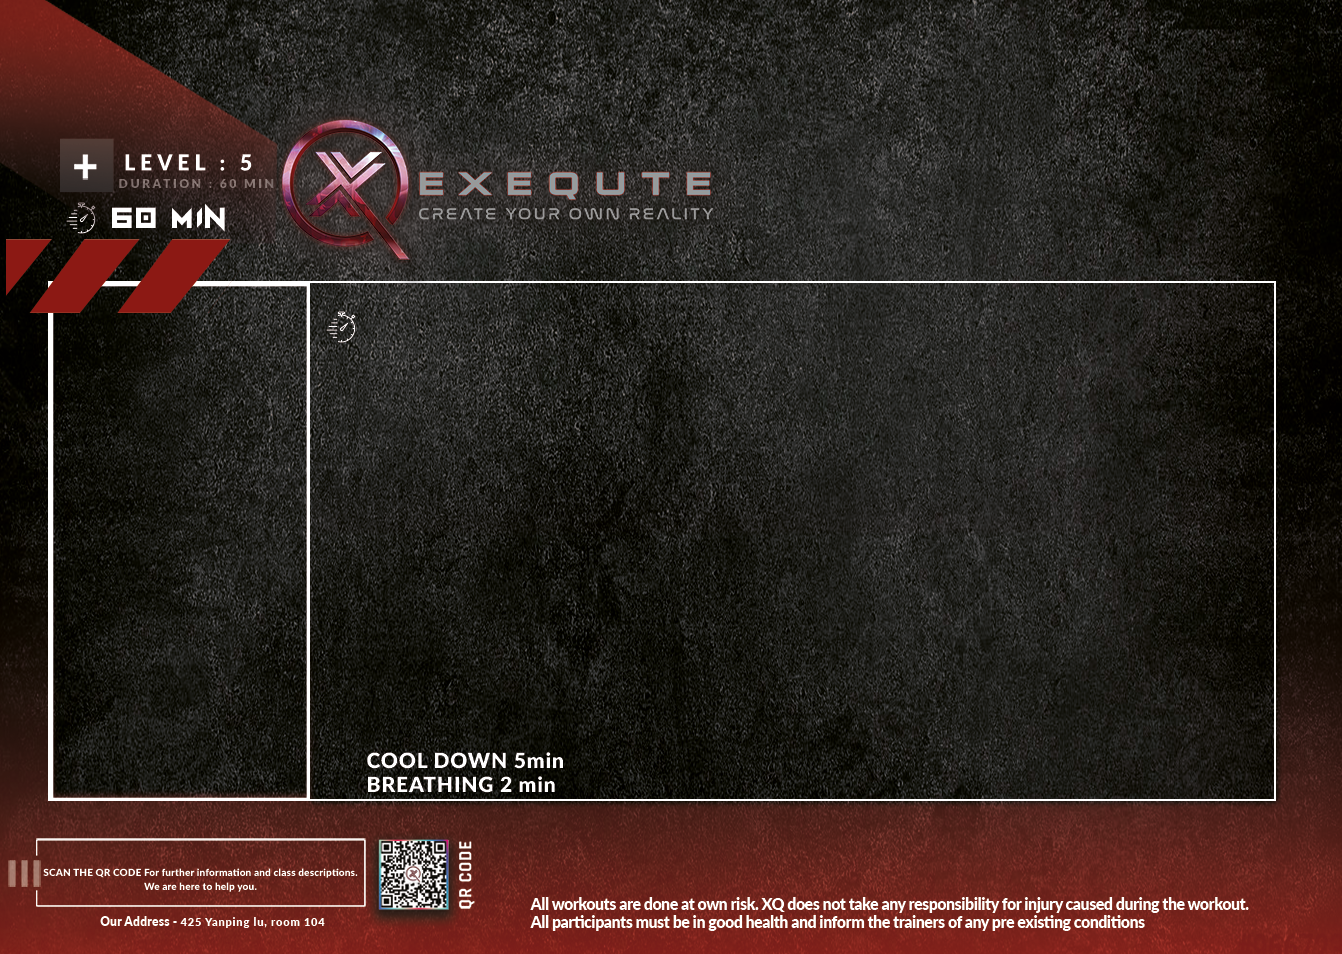 LEVEL : 5
DURATION : 60 MIN
60 MIN
EXEQUTE
CREATE YOUR OWN REALITY
COOL DOWN 5min
BREATHING 2 min
SCAN THE QR CODE For further information and class descriptions.
We are here to help you.
Our Address - 425 Yanping lu, room 104
QR CODE
All workouts are done at own risk. XQ does not take any responsibility for injury caused during the workout.
All participants must be in good health and inform the trainers of any pre existing conditions